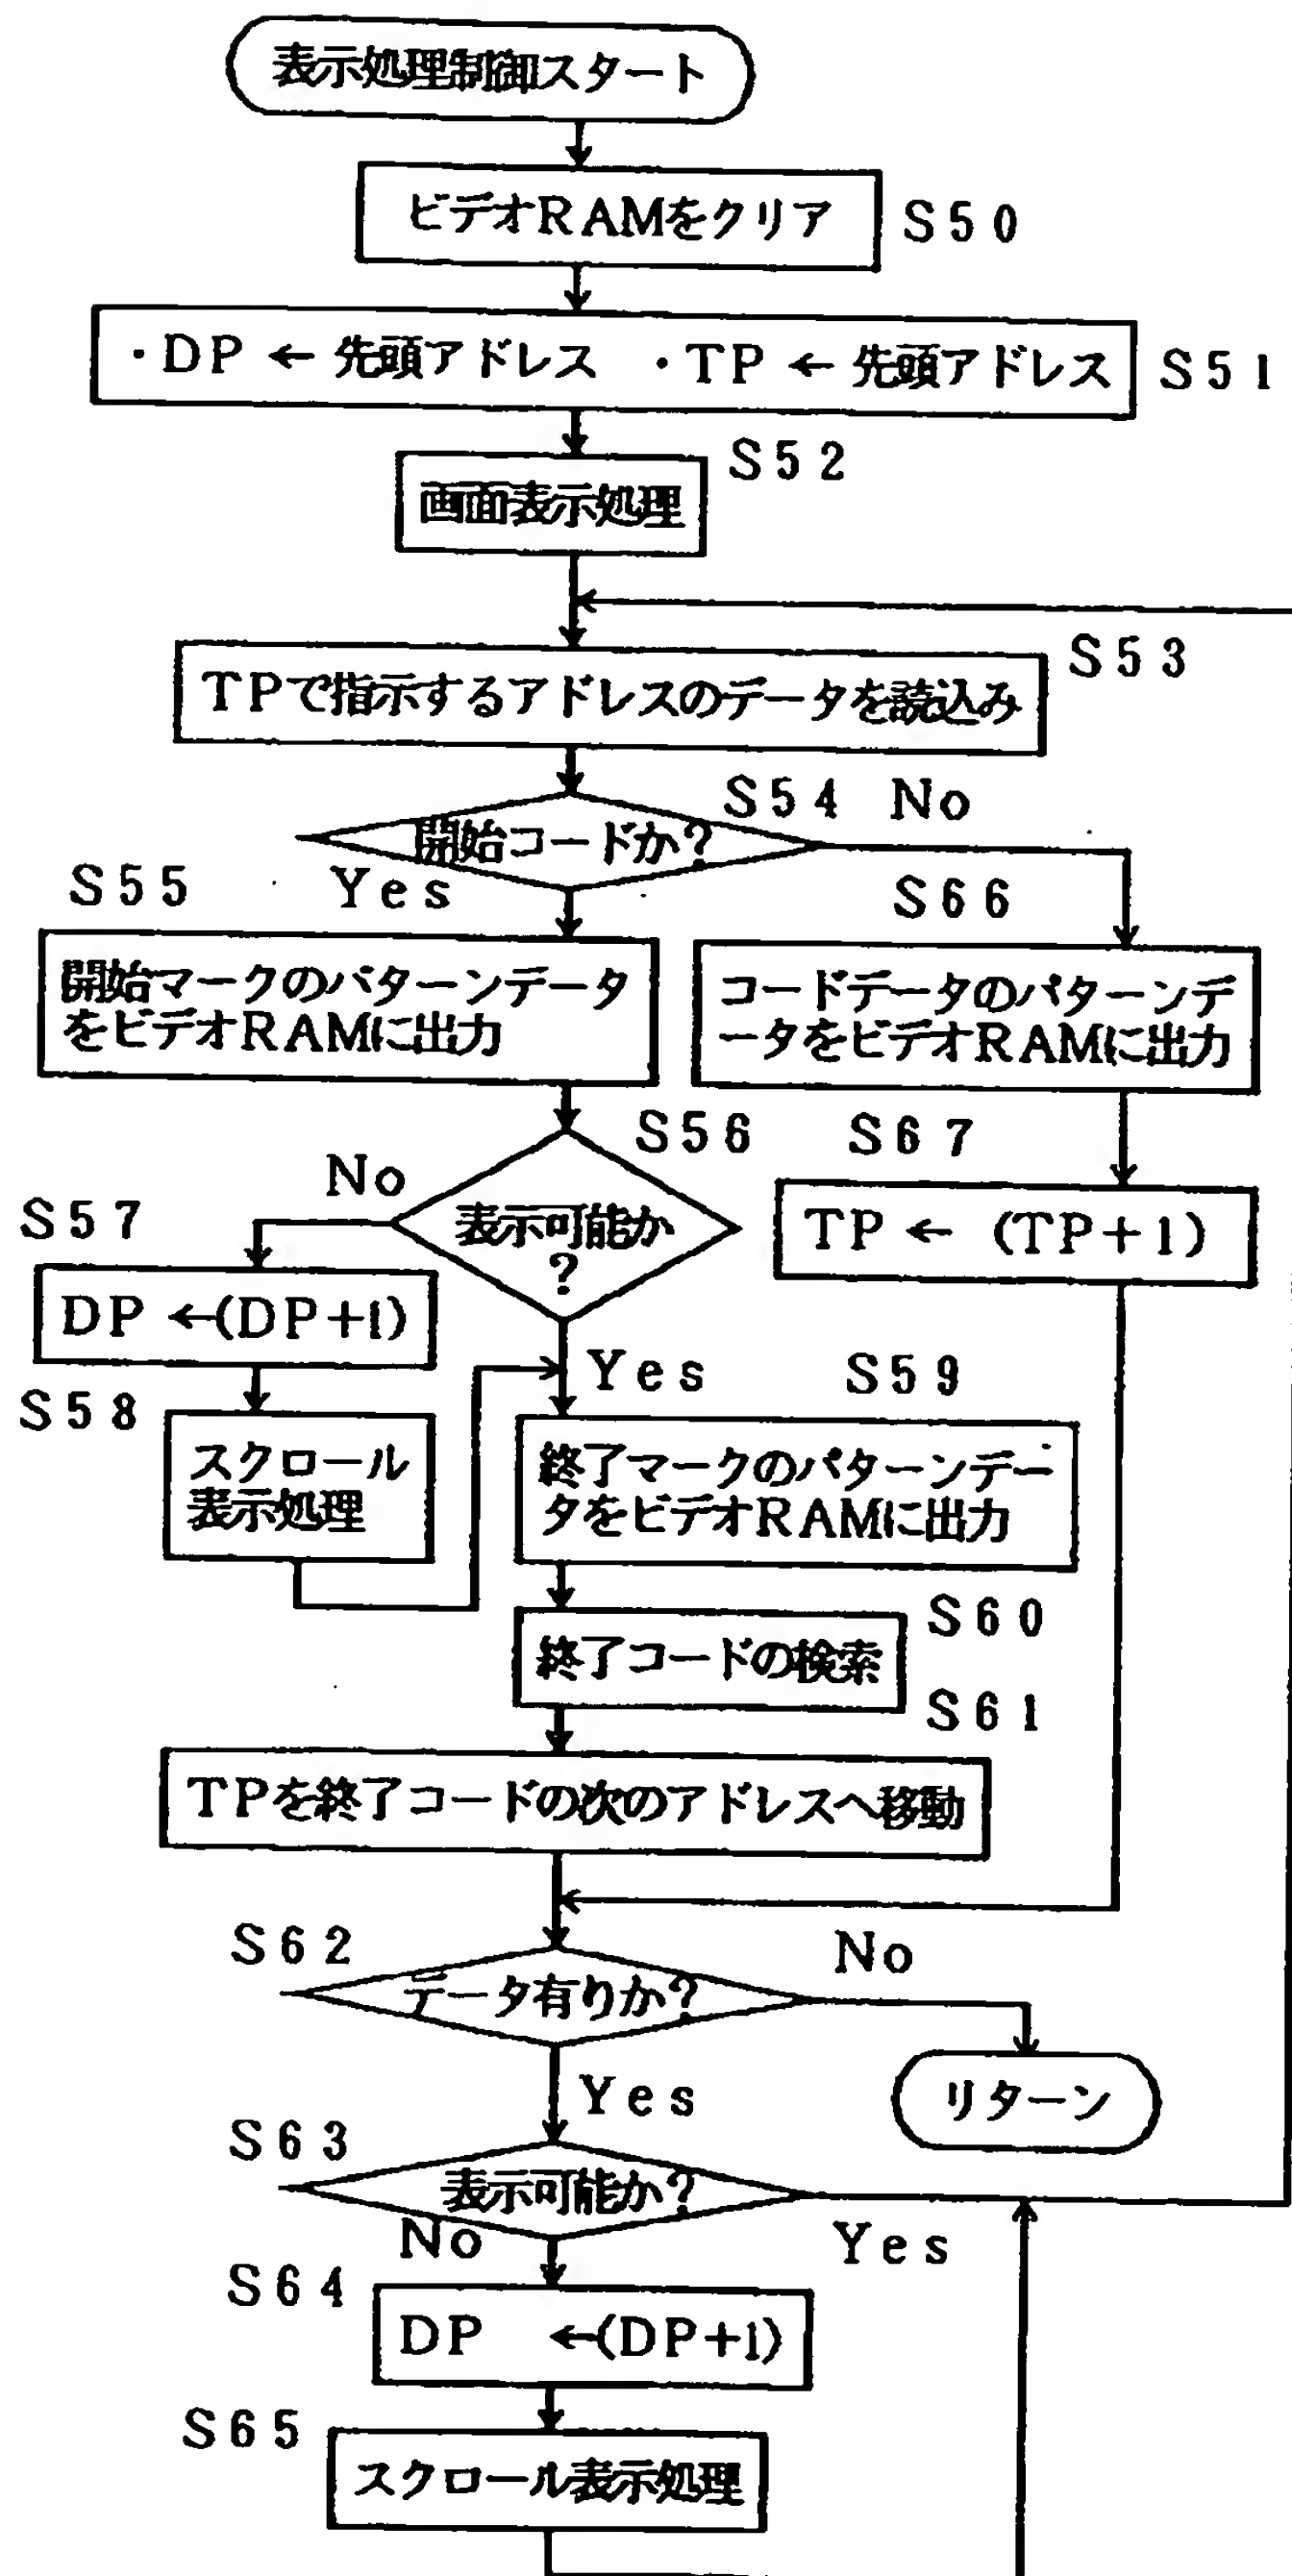 表示処理制御スタート
ビデオRAMをクリア
S50
・DP ← 先頭アドレス ・TP ← 先頭アドレス
S51
S52
画面表示処理
S53
TPで指示するアドレスのデータを読込み
S54 No
開始コードか?
S55
Yes
S66
開始マークのパターンデータ
をビデオRAMに出力
コードデータのパターンデ
ータをビデオRAMに出力
S56
S67
No
S57
表示可能か
?
TP ← (TP+1)
DP ←(DP+1)
Yes
S59
S58
スクロール
表示処理
終了マークのパターンデー
タをビデオRAMに出力
S60
終了コードの検索
S61
TPを終了コードの次のアドレスへ移動
S62
No
データ有りか?
Yes
リターン
S63
表示可能か?
No
Yes
S64
DP ←(DP+1)
S65
スクロール表示処理